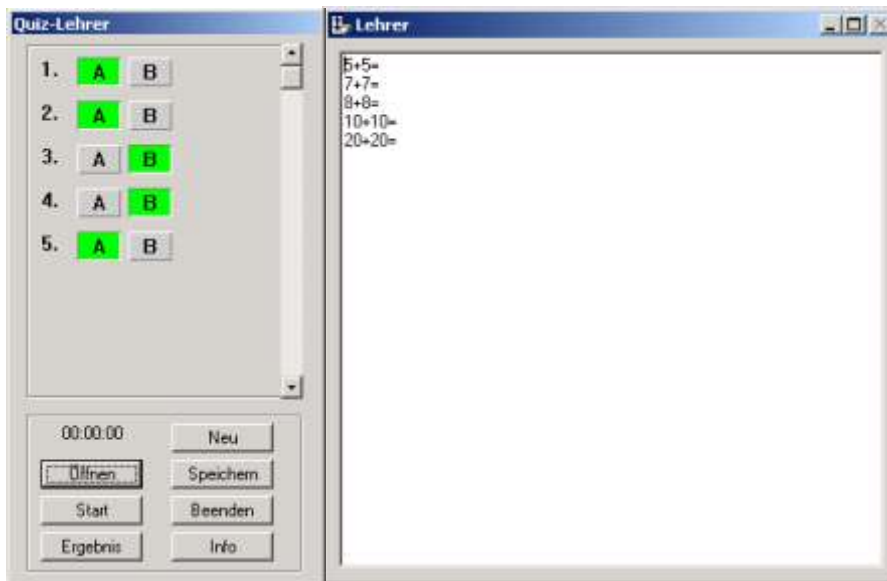 Quiz-Lehrer
1. A B
2. A B
3. A B
4. A B
5. A B
00:00:00
Neu
Öffnen
Speichern
Start
Beenden
Ergebnis
Info
Lehrer
5+5=
7+7=
8+8=
10+10=
20+20=